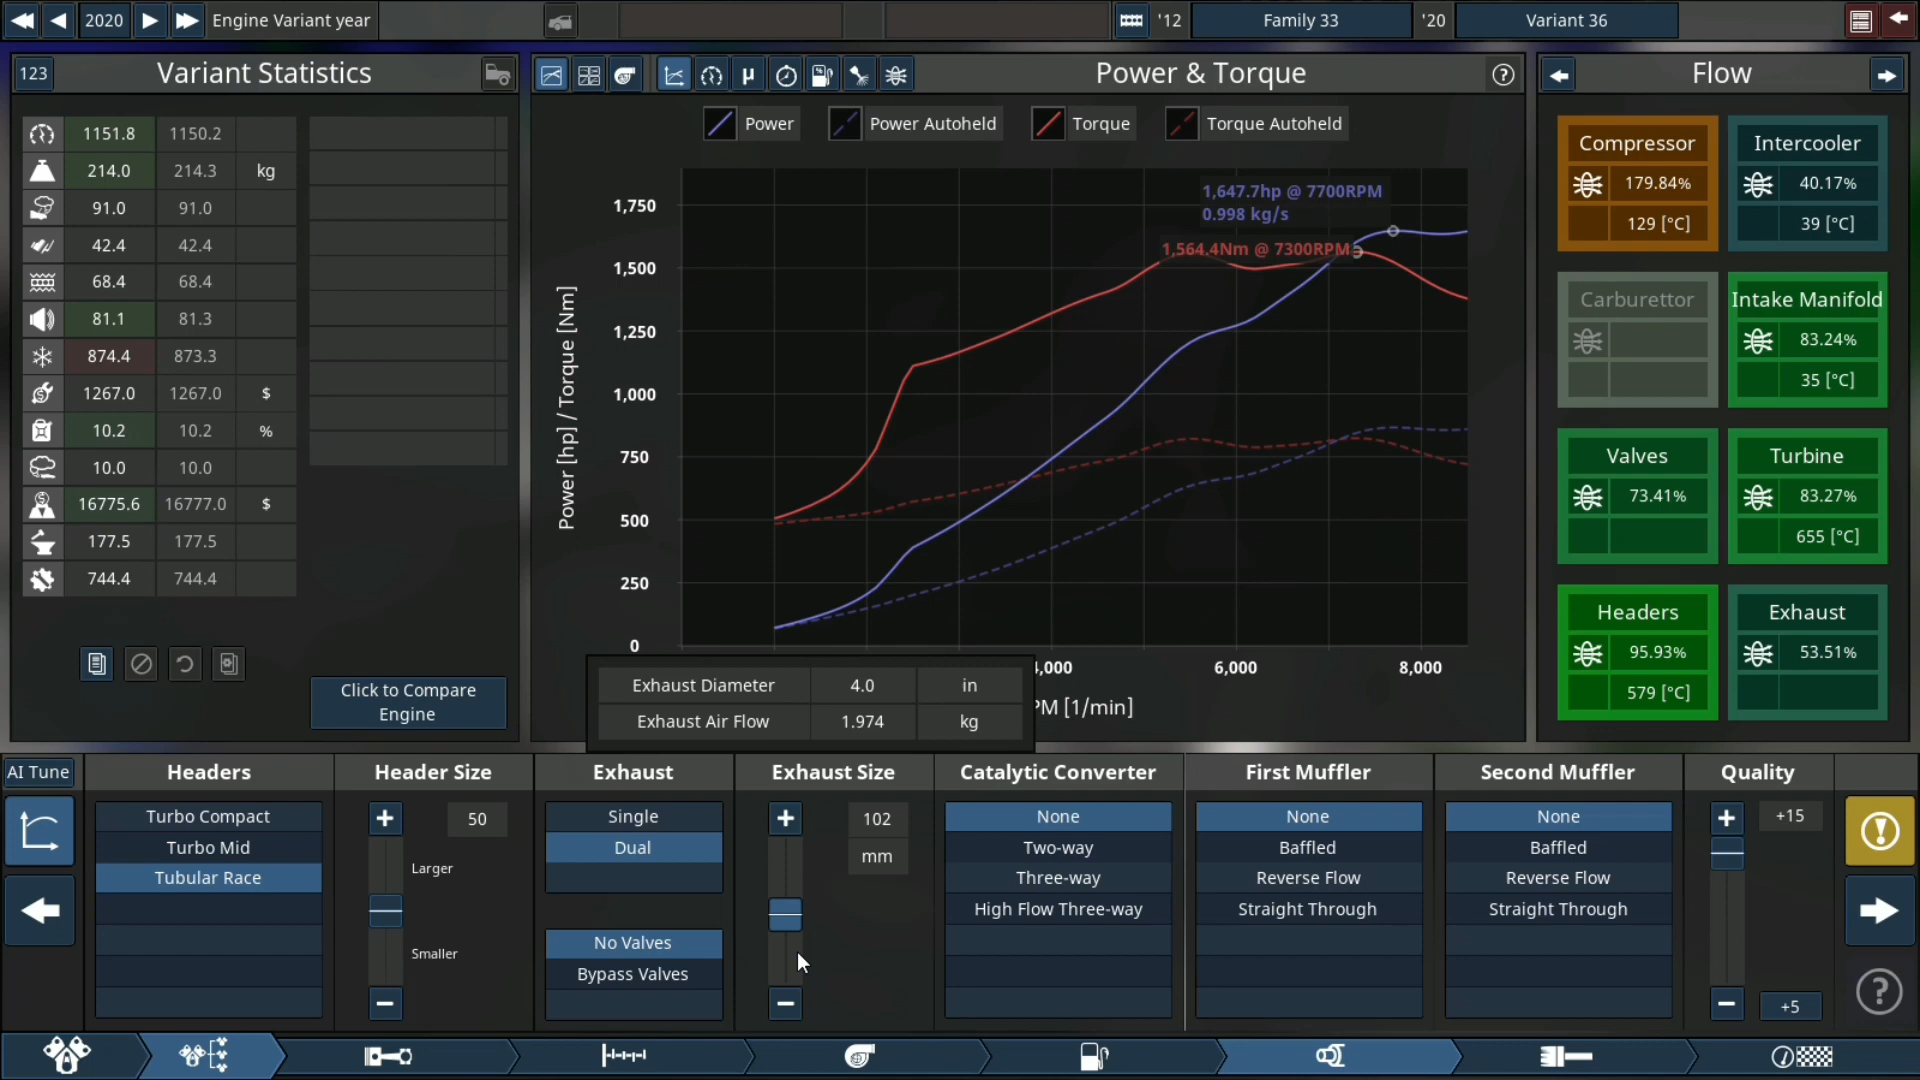 2020
Engine Variant year
'12
Family 33
'20
Variant 36
123
Variant Statistics
1151.8 1150.2
214.0 214.3 kg
91.0 91.0
42.4 42.4
68.4 68.4
81.1 81.3
874.4 873.3
1267.0 1267.0 $
10.2 10.2 %
10.0 10.0
16775.6 16777.0 $
177.5 177.5
744.4 744.4
Click to Compare
Engine
μ
Power & Torque
?
Power
Power Autoheld
Torque
Torque Autoheld
1,647.7hp @ 7700RPM
0.998 kg/s
1,564.4Nm @ 7300RPM
Power [hp] / Torque [Nm]
1,750
1,500
1,250
1,000
750
500
250
0
4,000
6,000
8,000
PM [1/min]
Exhaust Diameter 4.0 in
Exhaust Air Flow 1.974 kg
Flow
Compressor
179.84%
129 [°C]
Intercooler
40.17%
39 [°C]
Carburettor
Intake Manifold
83.24%
35 [°C]
Valves
73.41%
Turbine
83.27%
655 [°C]
Headers
95.93%
579 [°C]
Exhaust
53.51%
AI Tune
Headers
Turbo Compact
Turbo Mid
Tubular Race
Header Size
+
50
Larger
Smaller
−
Exhaust
Single
Dual
No Valves
Bypass Valves
Exhaust Size
+
102
mm
−
Catalytic Converter
None
Two-way
Three-way
High Flow Three-way
First Muffler
None
Baffled
Reverse Flow
Straight Through
Second Muffler
None
Baffled
Reverse Flow
Straight Through
Quality
+
+15
−
+5
!
?